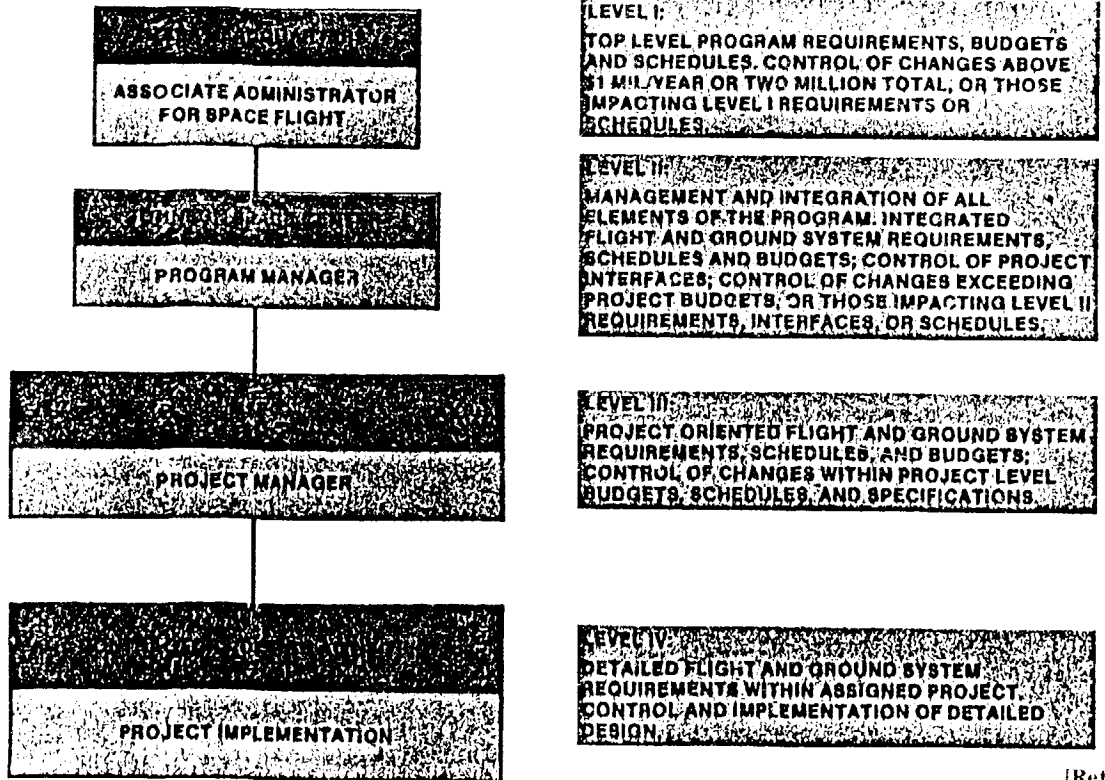 ASSOCIATE ADMINISTRATOR
FOR SPACE FLIGHT
LEVEL I:
TOP LEVEL PROGRAM REQUIREMENTS, BUDGETS
AND SCHEDULES. CONTROL OF CHANGES ABOVE
$1 MIL/YEAR OR TWO MILLION TOTAL, OR THOSE
IMPACTING LEVEL I REQUIREMENTS OR
SCHEDULES.
PROGRAM MANAGER
LEVEL II:
MANAGEMENT AND INTEGRATION OF ALL
ELEMENTS OF THE PROGRAM. INTEGRATED
FLIGHT AND GROUND SYSTEM REQUIREMENTS,
SCHEDULES AND BUDGETS; CONTROL OF PROJECT
INTERFACES; CONTROL OF CHANGES EXCEEDING
PROJECT BUDGETS, OR THOSE IMPACTING LEVEL II
REQUIREMENTS, INTERFACES, OR SCHEDULES.
PROJECT MANAGER
LEVEL III:
PROJECT ORIENTED FLIGHT AND GROUND SYSTEM
REQUIREMENTS, SCHEDULES, AND BUDGETS;
CONTROL OF CHANGES WITHIN PROJECT LEVEL
BUDGETS, SCHEDULES, AND SPECIFICATIONS.
PROJECT IMPLEMENTATION
LEVEL IV:
DETAILED FLIGHT AND GROUND SYSTEM
REQUIREMENTS WITHIN ASSIGNED PROJECT.
CONTROL AND IMPLEMENTATION OF DETAILED
DESIGN.
[Ref